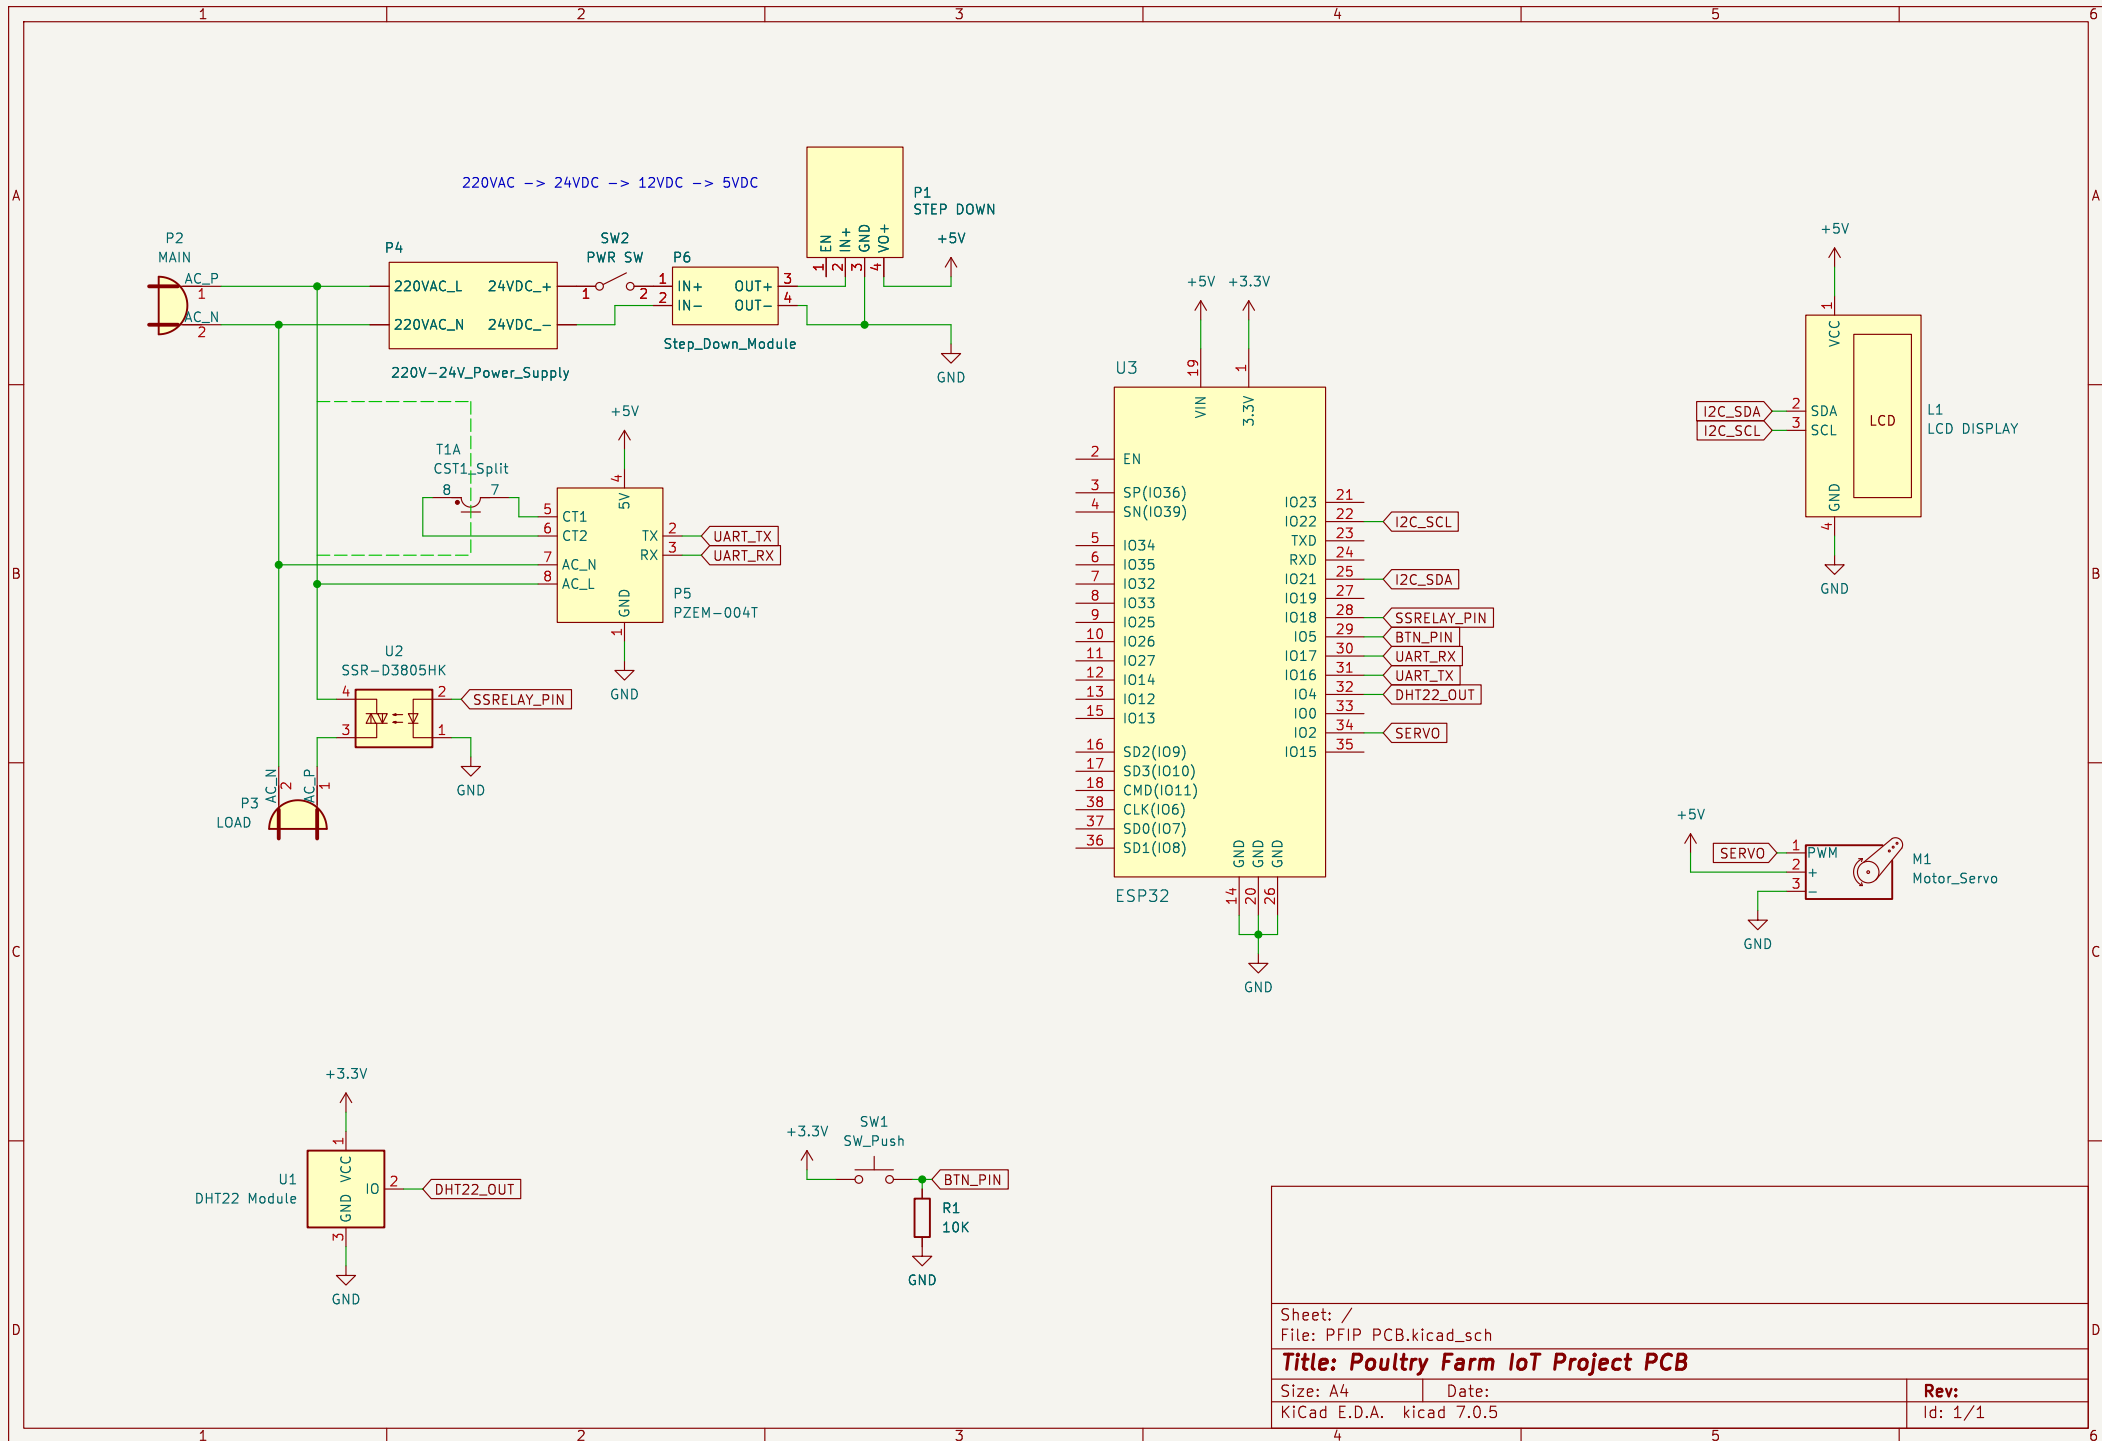 1 2 3 4 5 6
A
B
C
D
A
B
C
D
1 2 3 4 5 6
220VAC -> 24VDC -> 12VDC -> 5VDC
P2
MAIN
AC_P
1
AC_N
2
P4
220VAC_L 24VDC_+
220VAC_N 24VDC_-
220V-24V_Power_Supply
SW2
PWR SW
1 2
P6
1 IN+ OUT+ 3
2 IN- OUT- 4
Step_Down_Module
P1
STEP DOWN
EN IN+ GND VO+
1 2 3 4
+5V
GND
T1A
CST1_Split
8 7
+5V
4
5V
5 CT1
6 CT2
7 AC_N
8 AC_L
TX 2 UART_TX
RX 3 UART_RX
GND
1
GND
P5
PZEM-004T
U2
SSR-D3805HK
4 2 SSRELAY_PIN
3 1
GND
AC_N 2
AC_P 1
P3
LOAD
+5V +3.3V
19 1
U3
VIN 3.3V
2 EN
3 SP(IO36)
4 SN(IO39)
5 IO34
6 IO35
7 IO32
8 IO33
9 IO25
10 IO26
11 IO27
12 IO14
13 IO12
15 IO13
16 SD2(IO9)
17 SD3(IO10)
18 CMD(IO11)
38 CLK(IO6)
37 SD0(IO7)
36 SD1(IO8)
IO23 21
IO22 22 I2C_SCL
TXD 23
RXD 24
IO21 25 I2C_SDA
IO19 27
IO18 28 SSRELAY_PIN
IO5 29 BTN_PIN
IO17 30 UART_RX
IO16 31 UART_TX
IO4 32 DHT22_OUT
IO0 33
IO2 34 SERVO
IO15 35
GND GND GND
14 20 26
ESP32
GND
+5V
1
VCC
I2C_SDA 2 SDA
I2C_SCL 3 SCL
LCD
L1
LCD DISPLAY
GND
4
GND
+5V
SERVO 1 PWM
2 +
3 -
M1
Motor_Servo
GND
+3.3V
1
VCC
U1
DHT22 Module
IO 2 DHT22_OUT
GND
3
GND
+3.3V
SW1
SW_Push
BTN_PIN
R1
10K
GND
Sheet: /
File: PFIP PCB.kicad_sch
Title: Poultry Farm IoT Project PCB
Size: A4 Date: Rev:
KiCad E.D.A. kicad 7.0.5 Id: 1/1